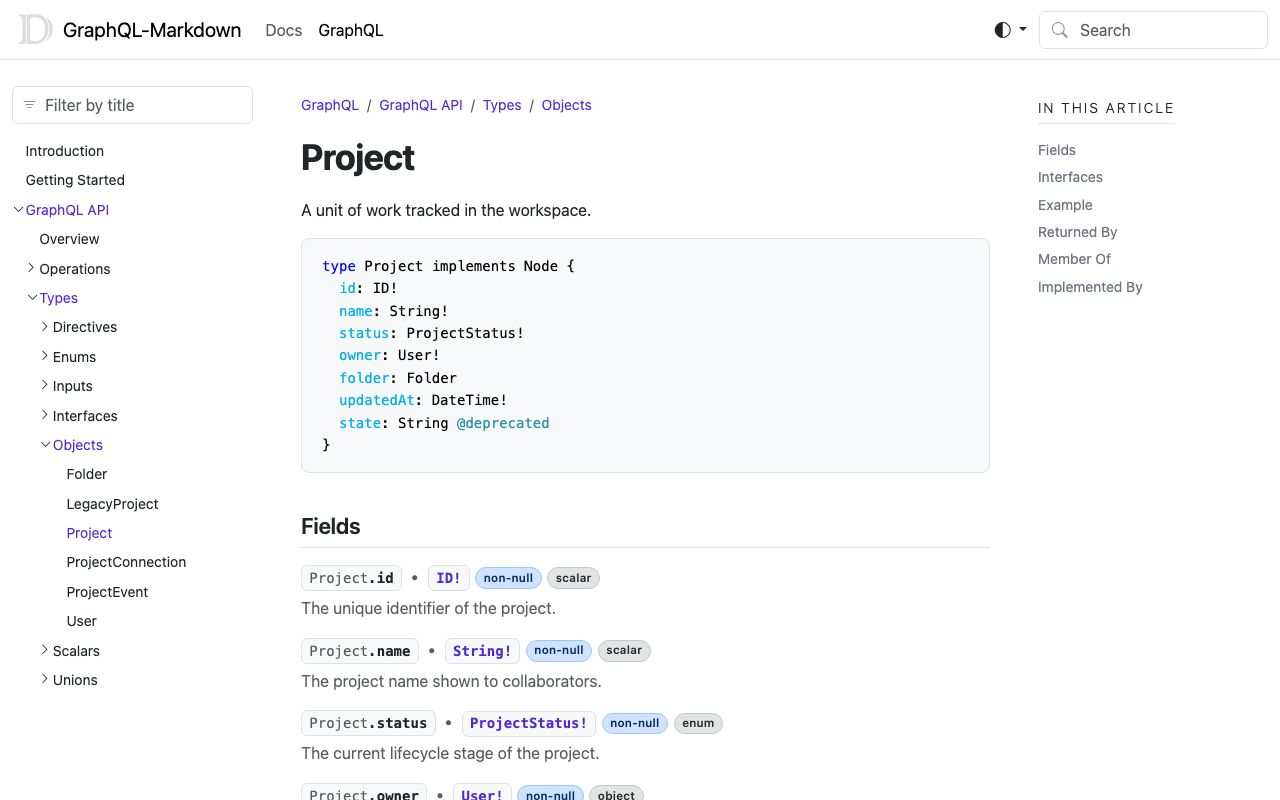 GraphQL-Markdown Docs GraphQL Search
Filter by title
Introduction
Getting Started
GraphQL API
Overview
Operations
Types
Directives
Enums
Inputs
Interfaces
Objects
Folder
LegacyProject
Project
ProjectConnection
ProjectEvent
User
Scalars
Unions
GraphQL / GraphQL API / Types / Objects
Project
A unit of work tracked in the workspace.
type Project implements Node {
  id: ID!
  name: String!
  status: ProjectStatus!
  owner: User!
  folder: Folder
  updatedAt: DateTime!
  state: String @deprecated
}
Fields
Project.id • ID! non-null scalar
The unique identifier of the project.
Project.name • String! non-null scalar
The project name shown to collaborators.
Project.status • ProjectStatus! non-null enum
The current lifecycle stage of the project.
Project.owner • User! non-null object
IN THIS ARTICLE
Fields
Interfaces
Example
Returned By
Member Of
Implemented By